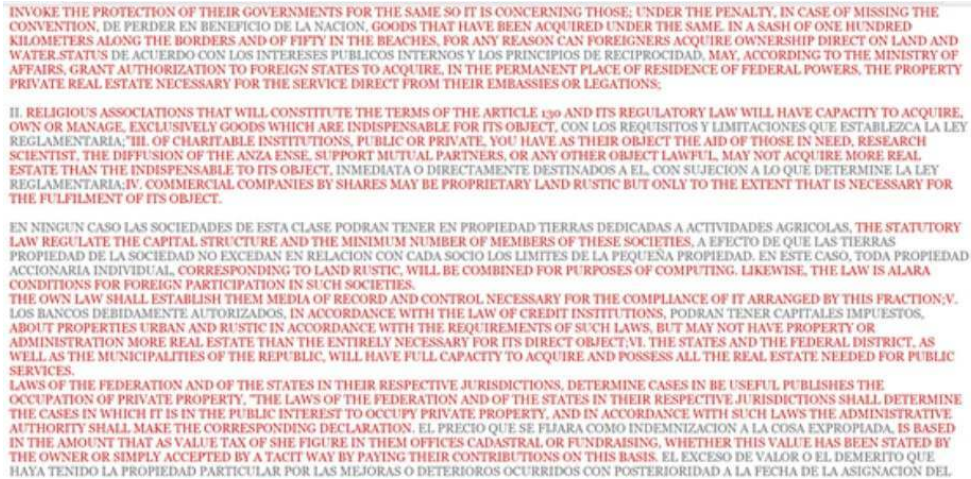 INVOKE THE PROTECTION OF THEIR GOVERNMENTS FOR THE SAME SO IT IS CONCERNING THOSE; UNDER THE PENALTY, IN CASE OF MISSING THE
CONVENTION, DE PERDER EN BENEFICIO DE LA NACION, GOODS THAT HAVE BEEN ACQUIRED UNDER THE SAME. IN A SASH OF ONE HUNDRED
KILOMETERS ALONG THE BORDERS AND OF FIFTY IN THE BEACHES, FOR ANY REASON CAN FOREIGNERS ACQUIRE OWNERSHIP DIRECT ON LAND AND
WATER.STATUS DE ACUERDO CON LOS INTERESES PUBLICOS INTERNOS Y LOS PRINCIPIOS DE RECIPROCIDAD, MAY, ACCORDING TO THE MINISTRY OF
AFFAIRS, GRANT AUTHORIZATION TO FOREIGN STATES TO ACQUIRE, IN THE PERMANENT PLACE OF RESIDENCE OF FEDERAL POWERS, THE PROPERTY
PRIVATE REAL ESTATE NECESSARY FOR THE SERVICE DIRECT FROM THEIR EMBASSIES OR LEGATIONS;
II. RELIGIOUS ASSOCIATIONS THAT WILL CONSTITUTE THE TERMS OF THE ARTICLE 130 AND ITS REGULATORY LAW WILL HAVE CAPACITY TO ACQUIRE,
OWN OR MANAGE, EXCLUSIVELY GOODS WHICH ARE INDISPENSABLE FOR ITS OBJECT, CON LOS REQUISITOS Y LIMITACIONES QUE ESTABLEZCA LA LEY
REGLAMENTARIA;"III. OF CHARITABLE INSTITUTIONS, PUBLIC OR PRIVATE, YOU HAVE AS THEIR OBJECT THE AID OF THOSE IN NEED, RESEARCH
SCIENTIST, THE DIFFUSION OF THE ANZA ENSE, SUPPORT MUTUAL PARTNERS, OR ANY OTHER OBJECT LAWFUL, MAY NOT ACQUIRE MORE REAL
ESTATE THAN THE INDISPENSABLE TO ITS OBJECT, INMEDIATA O DIRECTAMENTE DESTINADOS A EL, CON SUJECION A LO QUE DETERMINE LA LEY
REGLAMENTARIA;IV. COMMERCIAL COMPANIES BY SHARES MAY BE PROPRIETARY LAND RUSTIC BUT ONLY TO THE EXTENT THAT IS NECESSARY FOR
THE FULFILMENT OF ITS OBJECT.
EN NINGUN CASO LAS SOCIEDADES DE ESTA CLASE PODRAN TENER EN PROPIEDAD TIERRAS DEDICADAS A ACTIVIDADES AGRICOLAS, THE STATUTORY
LAW REGULATE THE CAPITAL STRUCTURE AND THE MINIMUM NUMBER OF MEMBERS OF THESE SOCIETIES, A EFECTO DE QUE LAS TIERRAS
PROPIEDAD DE LA SOCIEDAD NO EXCEDAN EN RELACION CON CADA SOCIO LOS LIMITES DE LA PEQUEÑA PROPIEDAD. EN ESTE CASO, TODA PROPIEDAD
ACCIONARIA INDIVIDUAL, CORRESPONDING TO LAND RUSTIC, WILL BE COMBINED FOR PURPOSES OF COMPUTING. LIKEWISE, THE LAW IS ALARA
CONDITIONS FOR FOREIGN PARTICIPATION IN SUCH SOCIETIES.
THE OWN LAW SHALL ESTABLISH THEM MEDIA OF RECORD AND CONTROL NECESSARY FOR THE COMPLIANCE OF IT ARRANGED BY THIS FRACTION;V.
LOS BANCOS DEBIDAMENTE AUTORIZADOS, IN ACCORDANCE WITH THE LAW OF CREDIT INSTITUTIONS, PODRAN TENER CAPITALES IMPUESTOS,
ABOUT PROPERTIES URBAN AND RUSTIC IN ACCORDANCE WITH THE REQUIREMENTS OF SUCH LAWS, BUT MAY NOT HAVE PROPERTY OR
ADMINISTRATION MORE REAL ESTATE THAN THE ENTIRELY NECESSARY FOR ITS DIRECT OBJECT;VI. THE STATES AND THE FEDERAL DISTRICT, AS
WELL AS THE MUNICIPALITIES OF THE REPUBLIC, WILL HAVE FULL CAPACITY TO ACQUIRE AND POSSESS ALL THE REAL ESTATE NEEDED FOR PUBLIC
SERVICES.
LAWS OF THE FEDERATION AND OF THE STATES IN THEIR RESPECTIVE JURISDICTIONS, DETERMINE CASES IN BE USEFUL PUBLISHES THE
OCCUPATION OF PRIVATE PROPERTY, "THE LAWS OF THE FEDERATION AND OF THE STATES IN THEIR RESPECTIVE JURISDICTIONS SHALL DETERMINE
THE CASES IN WHICH IT IS IN THE PUBLIC INTEREST TO OCCUPY PRIVATE PROPERTY, AND IN ACCORDANCE WITH SUCH LAWS THE ADMINISTRATIVE
AUTHORITY SHALL MAKE THE CORRESPONDING DECLARATION. EL PRECIO QUE SE FIJARA COMO INDEMNIZACION A LA COSA EXPROPIADA, IS BASED
IN THE AMOUNT THAT AS VALUE TAX OF SHE FIGURE IN THEM OFFICES CADASTRAL OR FUNDRAISING, WHETHER THIS VALUE HAS BEEN STATED BY
THE OWNER OR SIMPLY ACCEPTED BY A TACIT WAY BY PAYING THEIR CONTRIBUTIONS ON THIS BASIS. EL EXCESO DE VALOR O EL DEMERITO QUE
HAYA TENIDO LA PROPIEDAD PARTICULAR POR LAS MEJORAS O DETERIOROS OCURRIDOS CON POSTERIORIDAD A LA FECHA DE LA ASIGNACION DEL